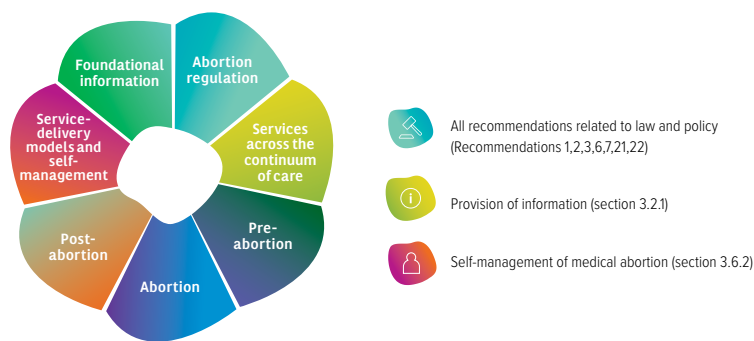 Foundational
information
Abortion
regulation
Service-
delivery
models and
self-
management
Services
across the
continuum
of care
Post-
abortion
Pre-
abortion
Abortion
All recommendations related to law and policy
(Recommendations 1,2,3,6,7,21,22)
Provision of information (section 3.2.1)
Self-management of medical abortion (section 3.6.2)